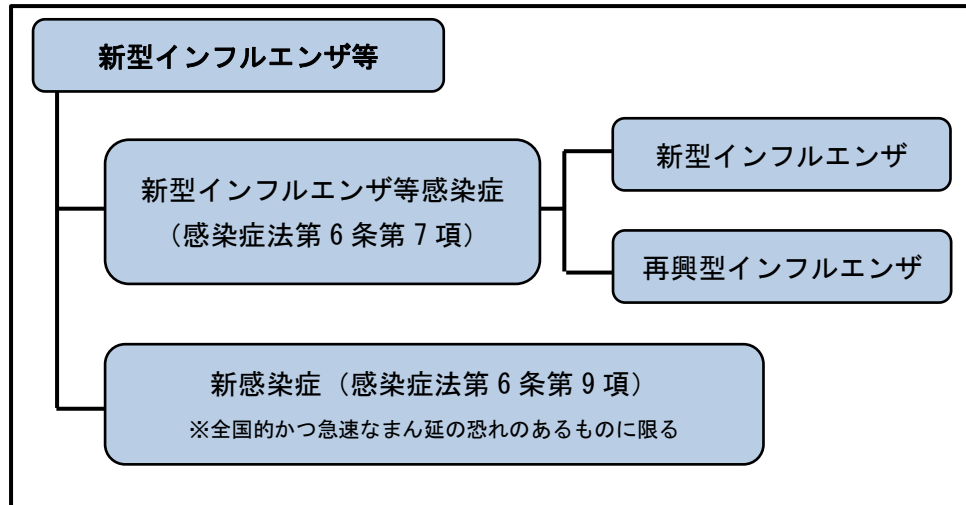 新型インフルエンザ等
新型インフルエンザ等感染症
（感染症法第６条第７項）
新型インフルエンザ
再興型インフルエンザ
新感染症（感染症法第６条第９項）
※全国的かつ急速なまん延の恐れのあるものに限る